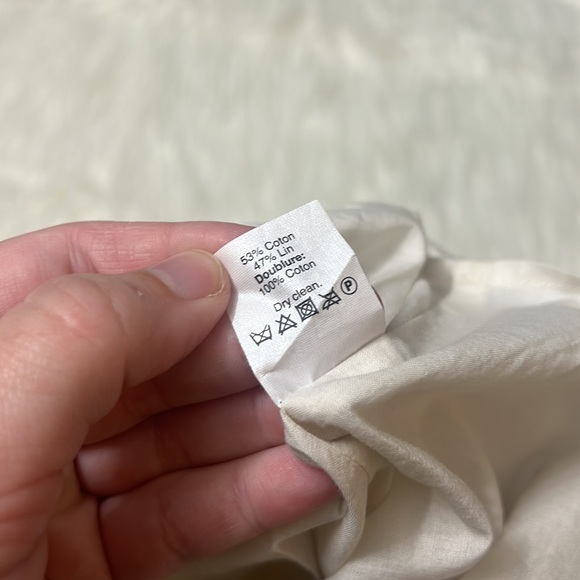 53% Coton
47% Lin
Doublure:
100% Coton
Dry clean.
P